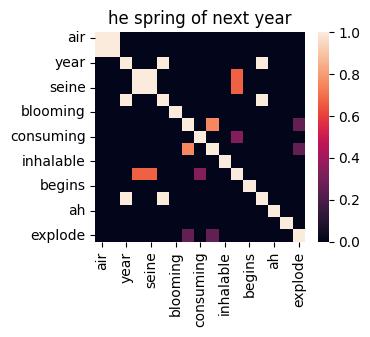 he spring of next year
air
year
seine
blooming
consuming
inhalable
begins
ah
explode
1.0
0.8
0.6
0.4
0.2
0.0
air
year
seine
blooming
consuming
inhalable
begins
ah
explode